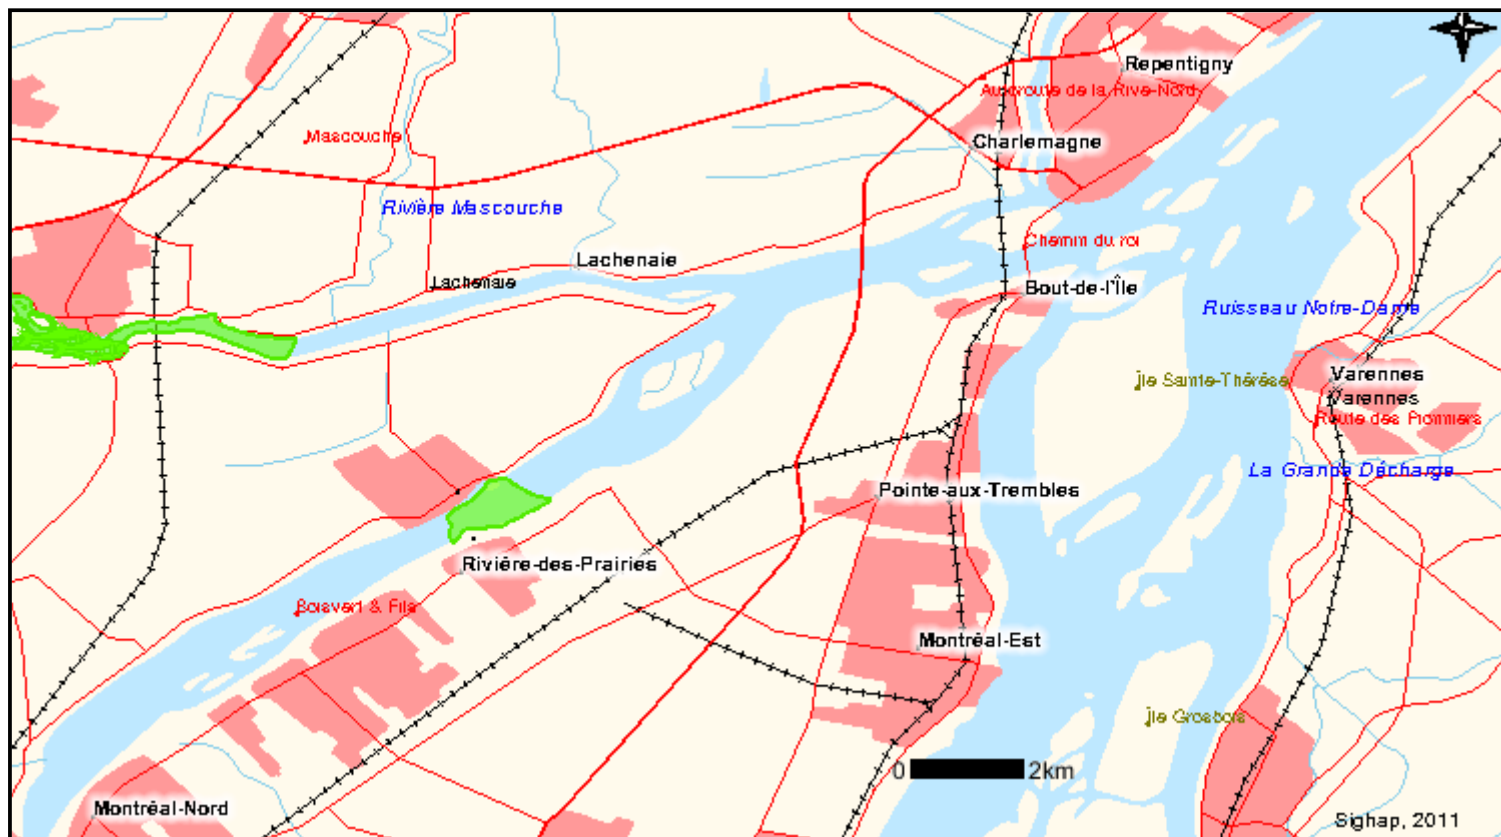 Repentigny
Autoroute de la Rive-Nord
Mascouche
Charlemagne
Rivière Mascouche
Chemin du roi
Lachenaie
Lachenaie
Bout-de-l'Île
Ruisseau Notre-Dame
Île Sainte-Thérèse
Varennes
Varennes
Route des Pionniers
La Grande Décharge
Pointe-aux-Trembles
Rivière-des-Prairies
Boisvert & Fils
Montréal-Est
Île Grosbois
0 2km
Montréal-Nord
Sighap, 2011